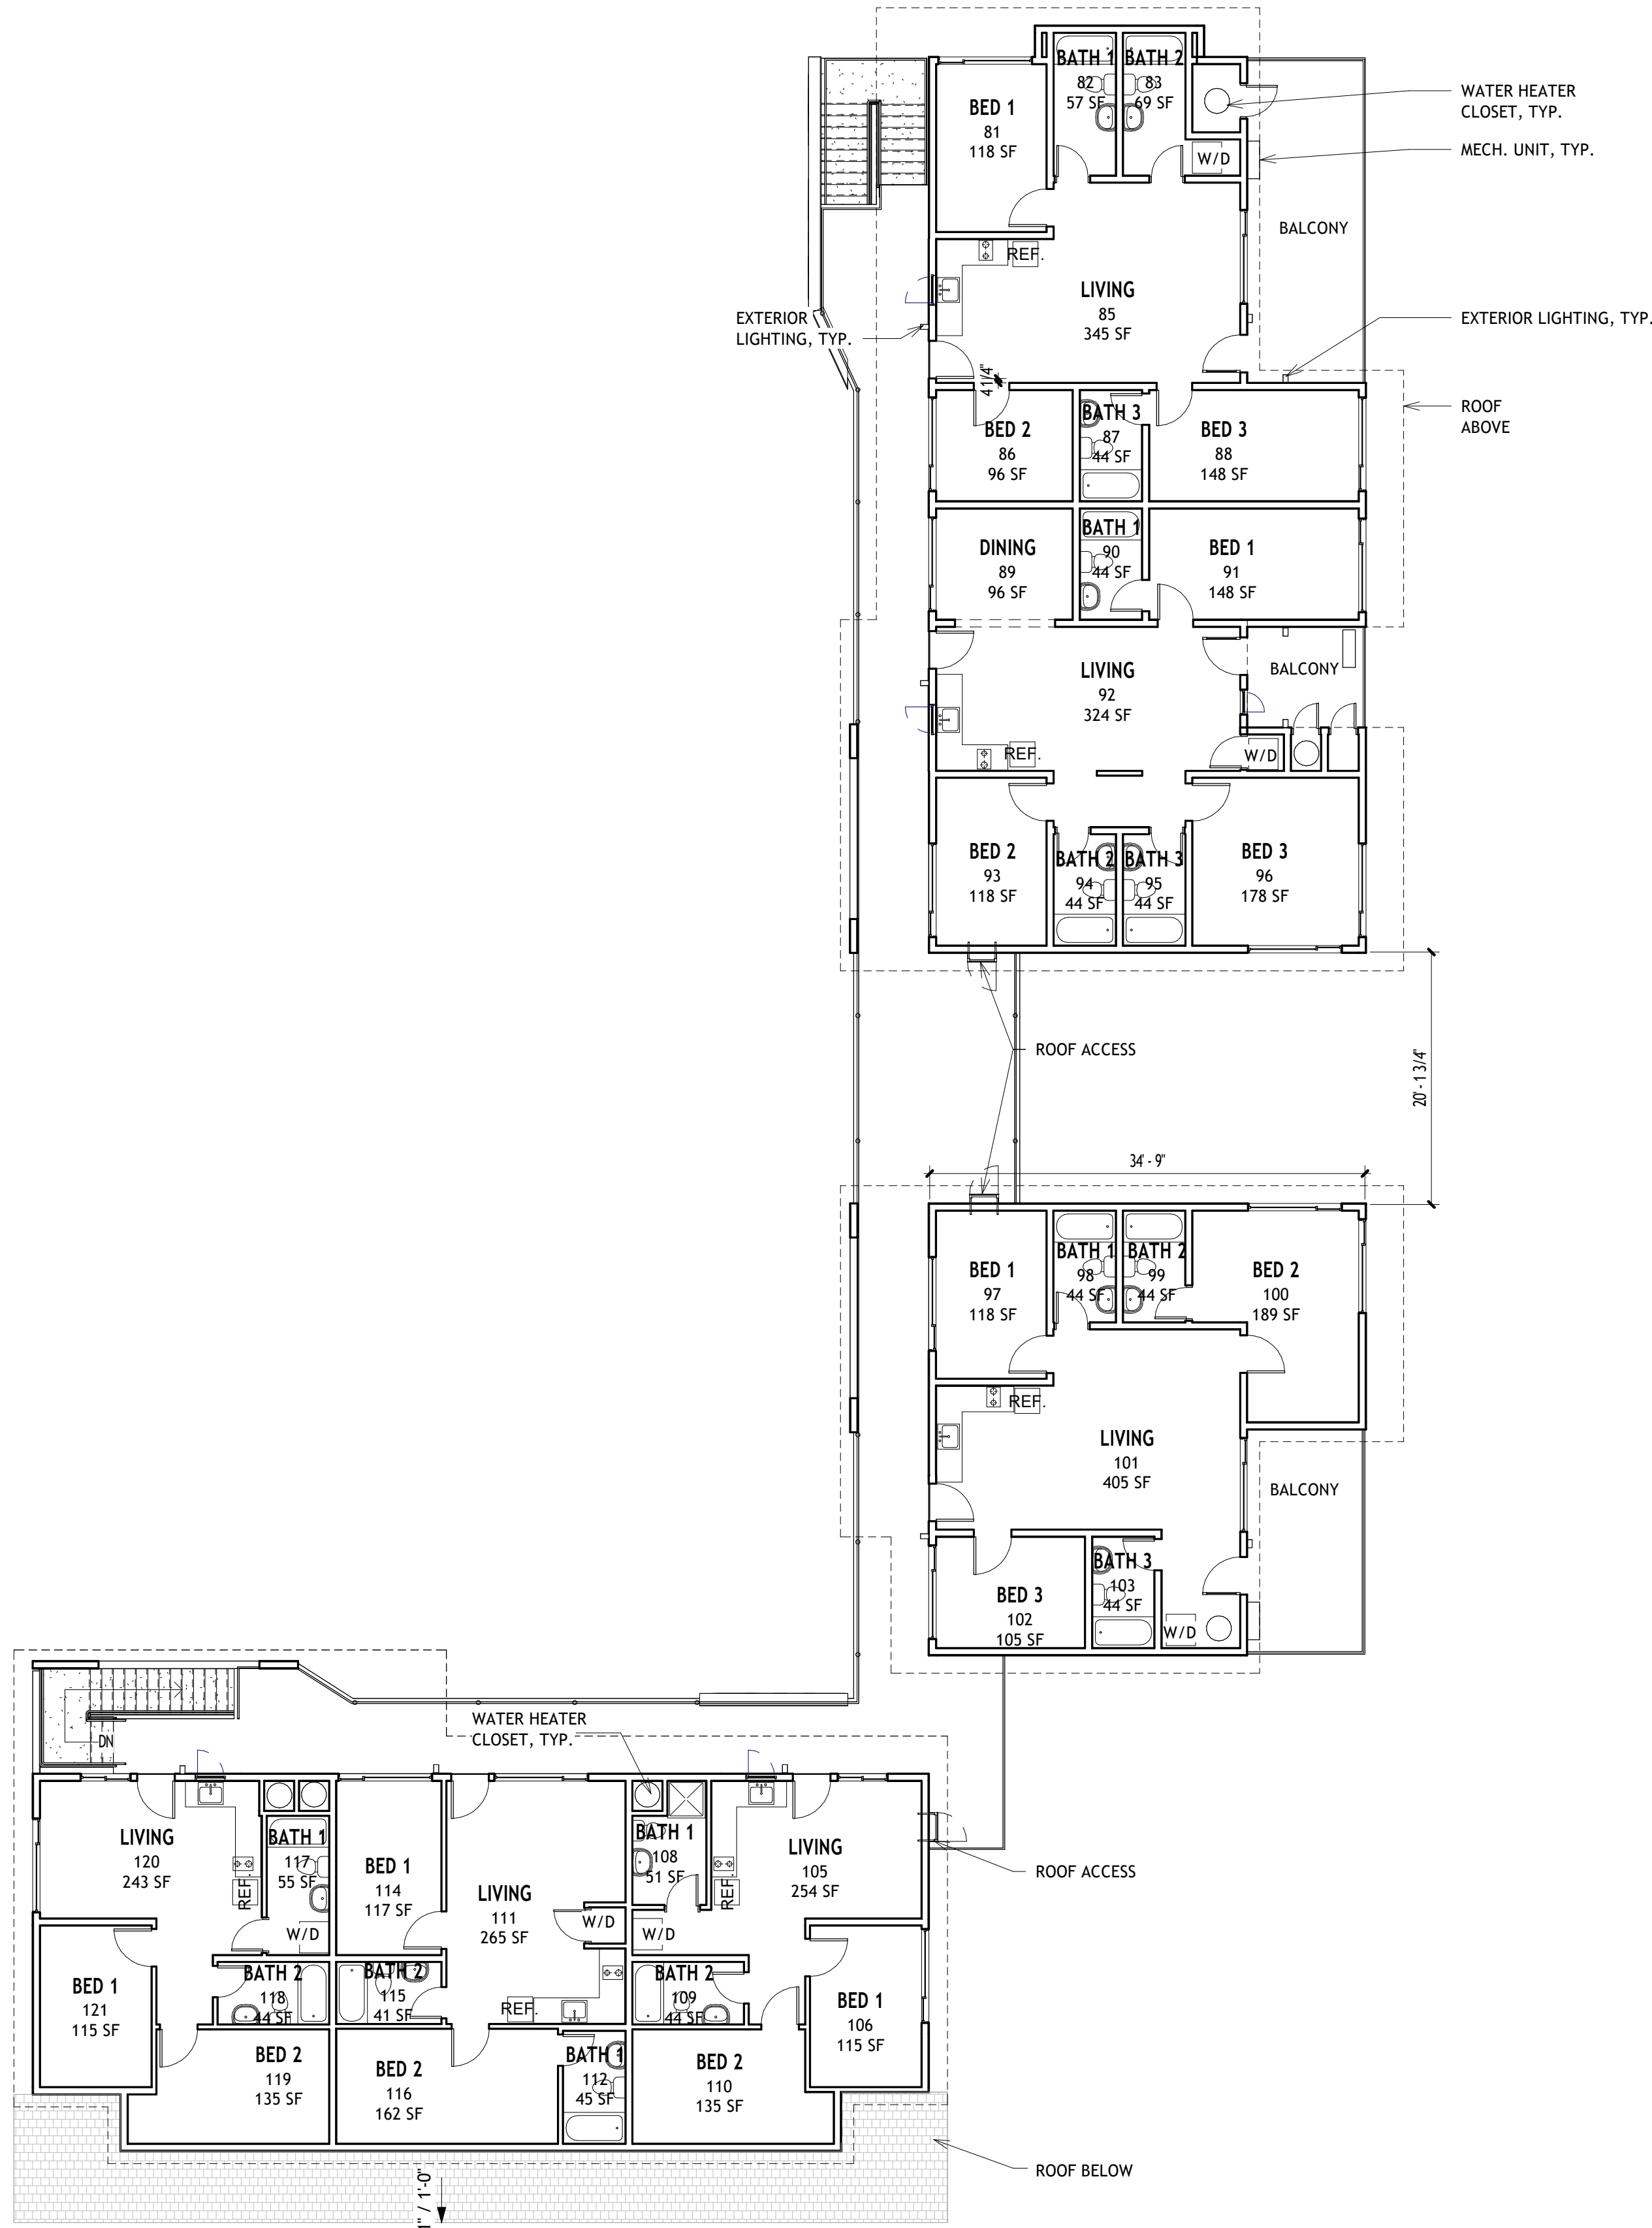 BATH 1
82
57 SF
BATH 2
83
69 SF
WATER HEATER
CLOSET, TYP.
BED 1
81
118 SF
W/D
MECH. UNIT, TYP.
BALCONY
REF.
LIVING
85
345 SF
EXTERIOR
LIGHTING, TYP.
EXTERIOR LIGHTING, TYP.
4 1/4"
ROOF
ABOVE
BED 2
86
96 SF
BATH 3
87
44 SF
BED 3
88
148 SF
DINING
89
96 SF
BATH 1
90
44 SF
BED 1
91
148 SF
LIVING
92
324 SF
BALCONY
REF.
W/D
BED 2
93
118 SF
BATH 2
94
44 SF
BATH 3
95
44 SF
BED 3
96
178 SF
ROOF ACCESS
20' - 1 3/4"
34' - 9"
BED 1
97
118 SF
BATH 1
98
44 SF
BATH 2
99
44 SF
BED 2
100
189 SF
REF.
LIVING
101
405 SF
BALCONY
BED 3
102
105 SF
BATH 3
103
44 SF
W/D
WATER HEATER
CLOSET, TYP.
DN
LIVING
120
243 SF
REF.
BATH 1
117
55 SF
W/D
BED 1
114
117 SF
LIVING
111
265 SF
W/D
BATH 1
108
51 SF
W/D
REF.
LIVING
105
254 SF
ROOF ACCESS
BED 1
121
115 SF
BATH 2
118
44 SF
BATH 2
115
41 SF
REF.
BATH 2
109
44 SF
BED 1
106
115 SF
BED 2
119
135 SF
BED 2
116
162 SF
BATH 1
112
45 SF
BED 2
110
135 SF
ROOF BELOW
1" / 1'-0"